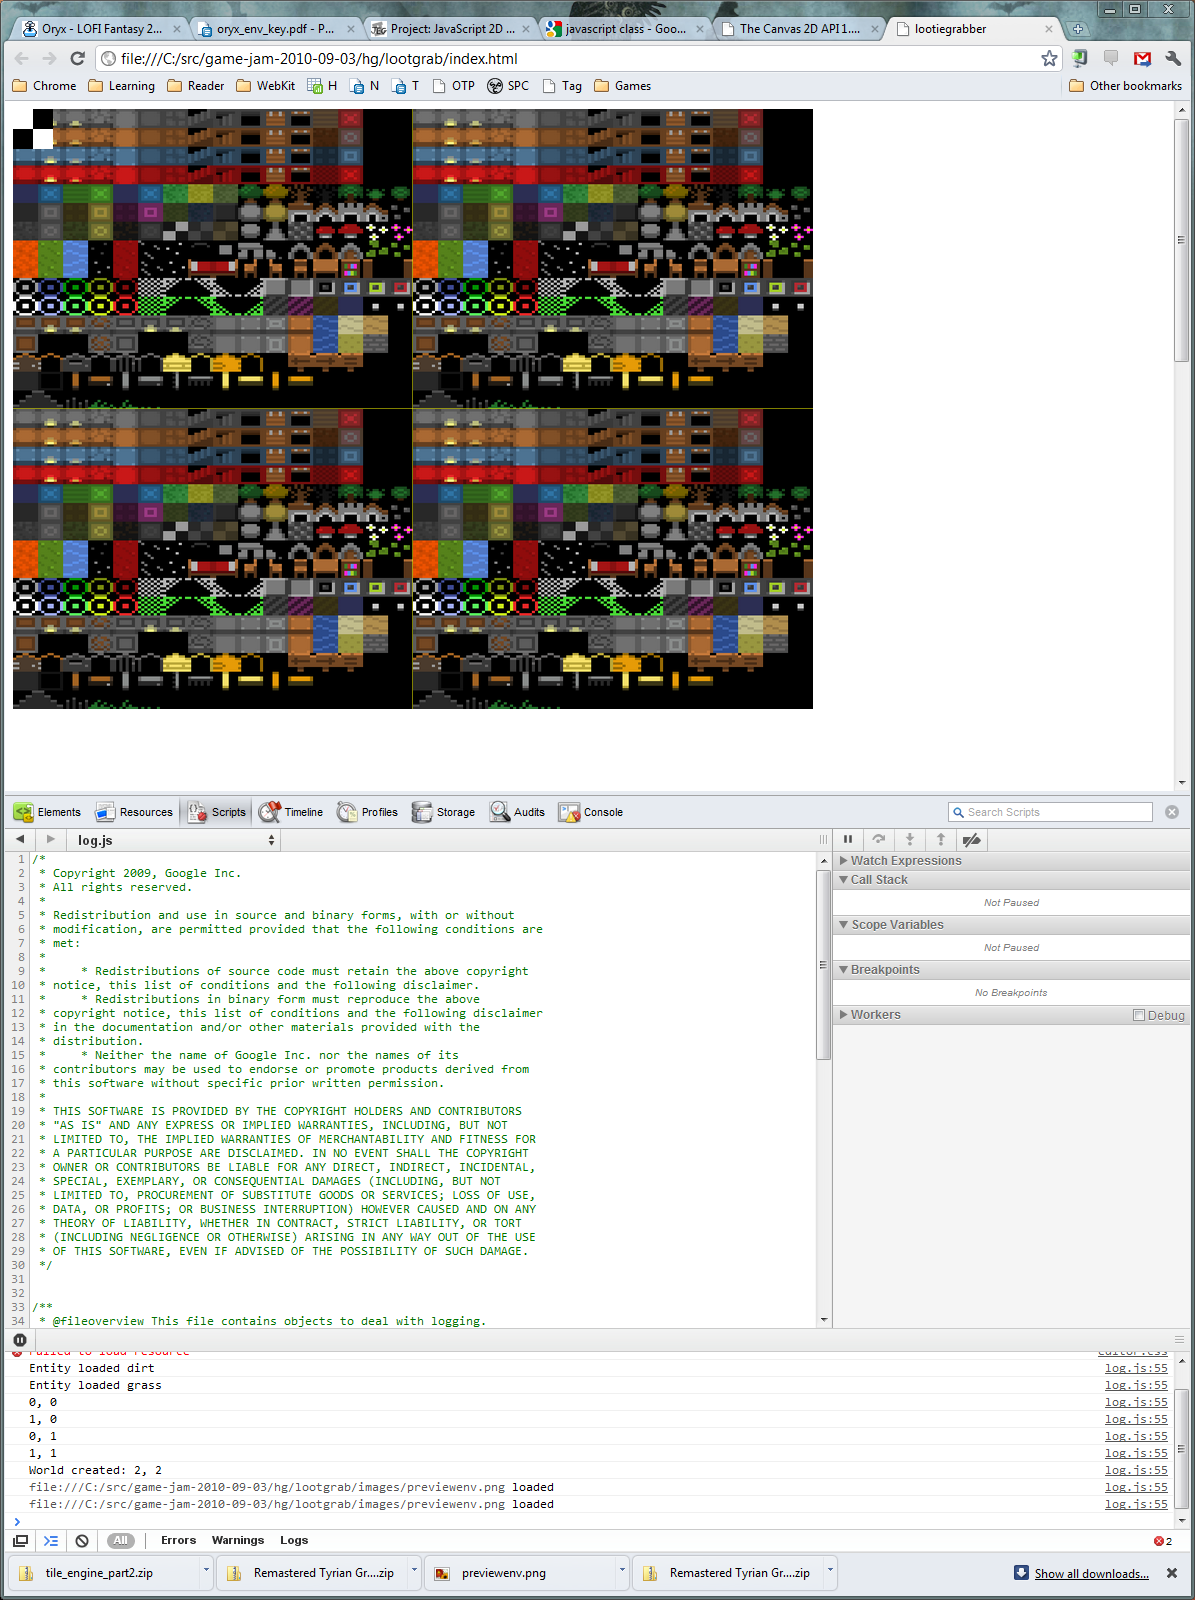 Oryx - LOFI Fantasy 2...
oryx_env_key.pdf - P...
Project: JavaScript 2D ...
javascript class - Goo...
The Canvas 2D API 1....
lootiegrabber
file:///C:/src/game-jam-2010-09-03/hg/lootgrab/index.html
Chrome
Learning
Reader
WebKit
H
N
T
OTP
SPC
Tag
Games
Other bookmarks
Elements
Resources
Scripts
Timeline
Profiles
Storage
Audits
Console
Search Scripts
log.js
1 /*
2 * Copyright 2009, Google Inc.
3 * All rights reserved.
4 *
5 * Redistribution and use in source and binary forms, with or without
6 * modification, are permitted provided that the following conditions are
7 * met:
8 *
9 * * Redistributions of source code must retain the above copyright
10 * notice, this list of conditions and the following disclaimer.
11 * * Redistributions in binary form must reproduce the above
12 * copyright notice, this list of conditions and the following disclaimer
13 * in the documentation and/or other materials provided with the
14 * distribution.
15 * * Neither the name of Google Inc. nor the names of its
16 * contributors may be used to endorse or promote products derived from
17 * this software without specific prior written permission.
18 *
19 * THIS SOFTWARE IS PROVIDED BY THE COPYRIGHT HOLDERS AND CONTRIBUTORS
20 * "AS IS" AND ANY EXPRESS OR IMPLIED WARRANTIES, INCLUDING, BUT NOT
21 * LIMITED TO, THE IMPLIED WARRANTIES OF MERCHANTABILITY AND FITNESS FOR
22 * A PARTICULAR PURPOSE ARE DISCLAIMED. IN NO EVENT SHALL THE COPYRIGHT
23 * OWNER OR CONTRIBUTORS BE LIABLE FOR ANY DIRECT, INDIRECT, INCIDENTAL,
24 * SPECIAL, EXEMPLARY, OR CONSEQUENTIAL DAMAGES (INCLUDING, BUT NOT
25 * LIMITED TO, PROCUREMENT OF SUBSTITUTE GOODS OR SERVICES; LOSS OF USE,
26 * DATA, OR PROFITS; OR BUSINESS INTERRUPTION) HOWEVER CAUSED AND ON ANY
27 * THEORY OF LIABILITY, WHETHER IN CONTRACT, STRICT LIABILITY, OR TORT
28 * (INCLUDING NEGLIGENCE OR OTHERWISE) ARISING IN ANY WAY OUT OF THE USE
29 * OF THIS SOFTWARE, EVEN IF ADVISED OF THE POSSIBILITY OF SUCH DAMAGE.
30 */
31
32
33 /**
34 * @fileoverview This file contains objects to deal with logging.
Watch Expressions
Call Stack
Not Paused
Scope Variables
Not Paused
Breakpoints
No Breakpoints
Workers Debug
Failed to load resource editor.css
Entity loaded dirt log.js:55
Entity loaded grass log.js:55
0, 0 log.js:55
1, 0 log.js:55
0, 1 log.js:55
1, 1 log.js:55
World created: 2, 2 log.js:55
file:///C:/src/game-jam-2010-09-03/hg/lootgrab/images/previewenv.png loaded log.js:55
file:///C:/src/game-jam-2010-09-03/hg/lootgrab/images/previewenv.png loaded log.js:55
>
All Errors Warnings Logs 2
tile_engine_part2.zip
Remastered Tyrian Gr....zip
previewenv.png
Remastered Tyrian Gr....zip
Show all downloads...